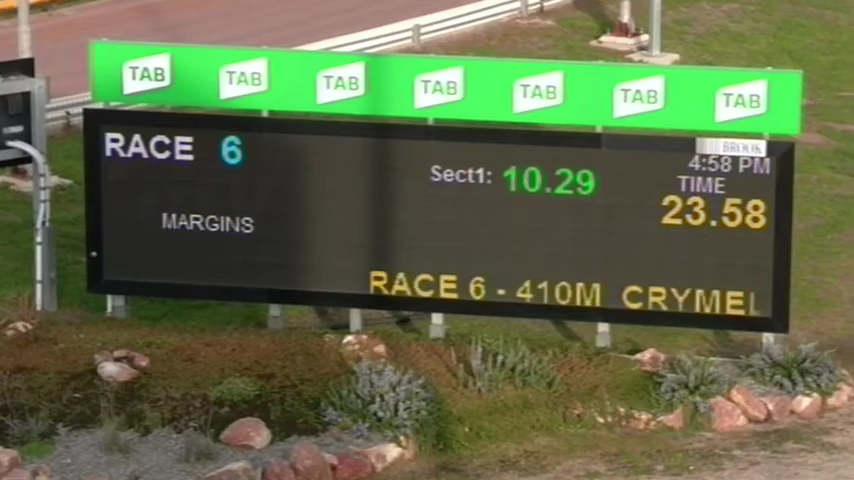 TAB TAB TAB TAB TAB TAB TAB
BROOK
RACE 6
4:58 PM
Sect1: 10.29
TIME
23.58
MARGINS
RACE 6 - 410M CRYMEL